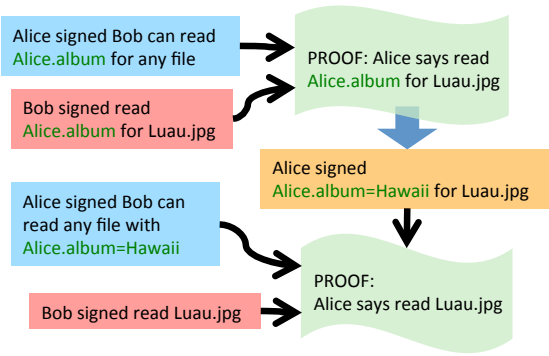 Alice signed Bob can read
Alice.album for any file
PROOF: Alice says read
Alice.album for Luau.jpg
Bob signed read
Alice.album for Luau.jpg
Alice signed
Alice.album=Hawaii for Luau.jpg
Alice signed Bob can
read any file with
Alice.album=Hawaii
PROOF:
Alice says read Luau.jpg
Bob signed read Luau.jpg